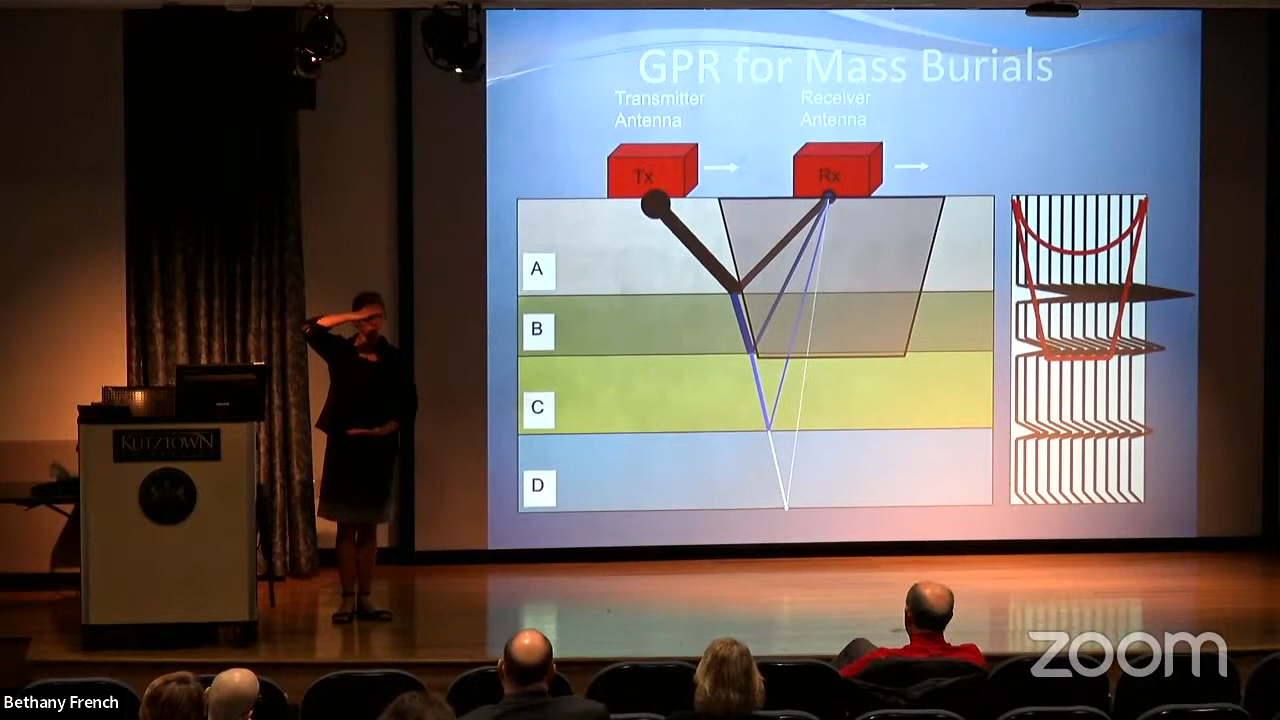 GPR for Mass Burials
Transmitter
Antenna
Receiver
Antenna
Tx
Rx
A
B
C
D
KUTZTOWN
zoom
Bethany French